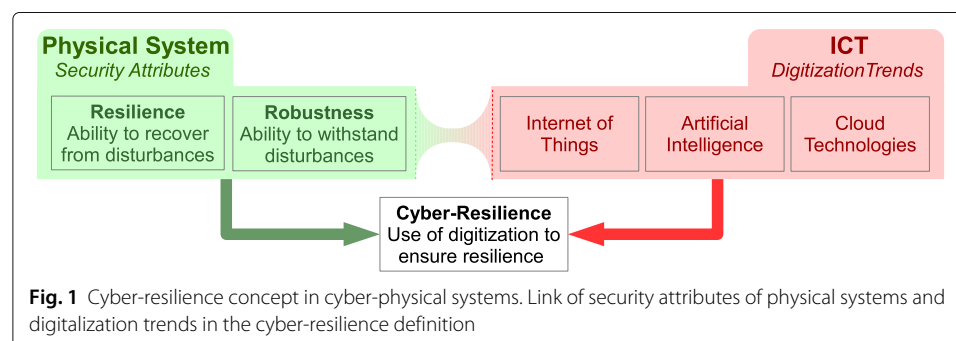 Physical System
Security Attributes
Resilience
Ability to recover
from disturbances
Robustness
Ability to withstand
disturbances
ICT
DigitizationTrends
Internet of
Things
Artificial
Intelligence
Cloud
Technologies
Cyber-Resilience
Use of digitization to
ensure resilience
Fig. 1 Cyber-resilience concept in cyber-physical systems. Link of security attributes of physical systems and
digitalization trends in the cyber-resilience definition